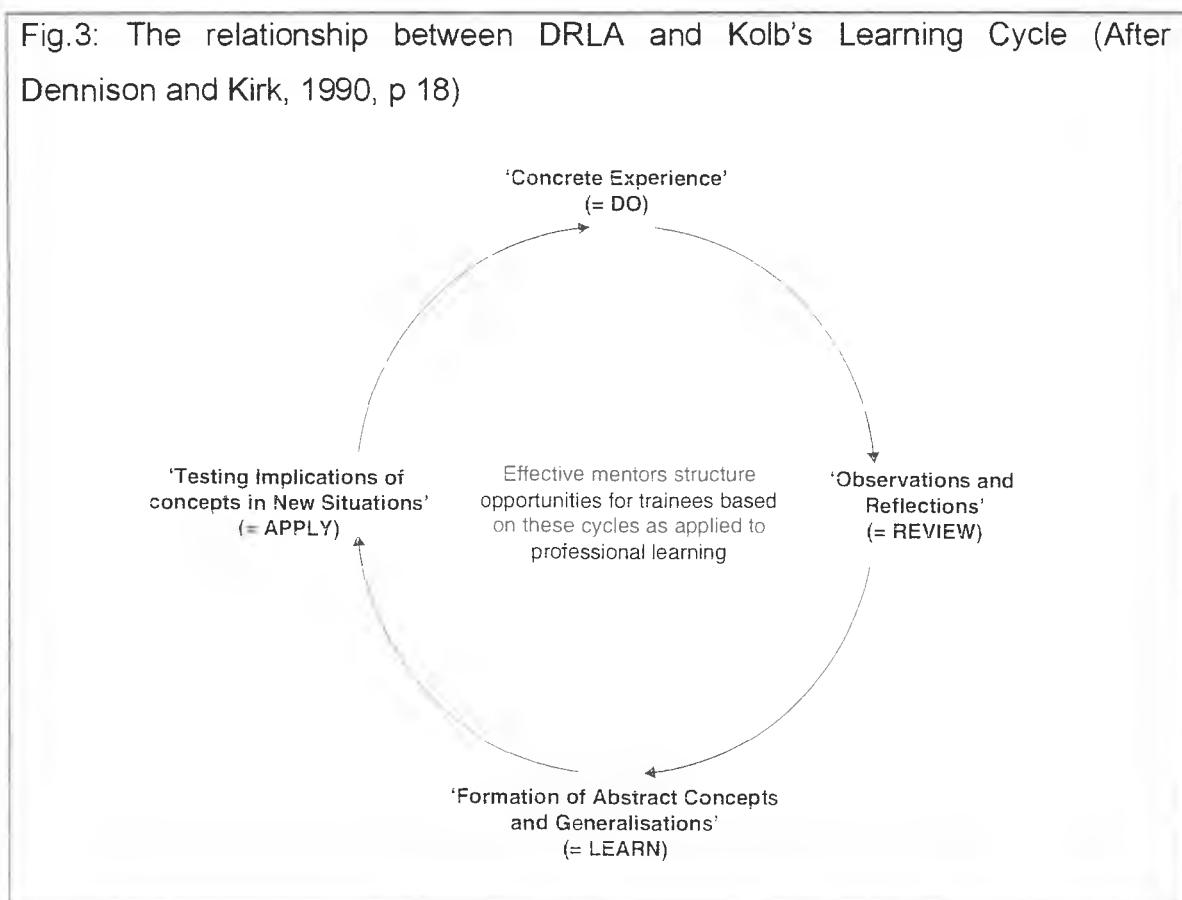 Fig.3: The relationship between DRLA and Kolb's Learning Cycle (After
Dennison and Kirk, 1990, p 18)
'Concrete Experience'
(= DO)
'Observations and
Reflections'
(= REVIEW)
'Formation of Abstract Concepts
and Generalisations'
(= LEARN)
'Testing Implications of
concepts in New Situations'
(= APPLY)
Effective mentors structure
opportunities for trainees based
on these cycles as applied to
professional learning